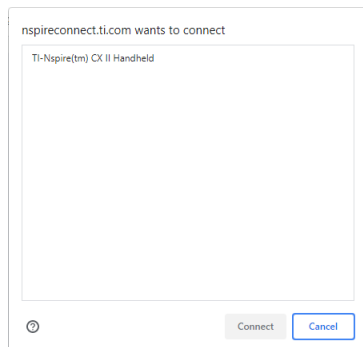 nspireconnect.ti.com wants to connect
TI-Nspire(tm) CX II Handheld
Connect Cancel